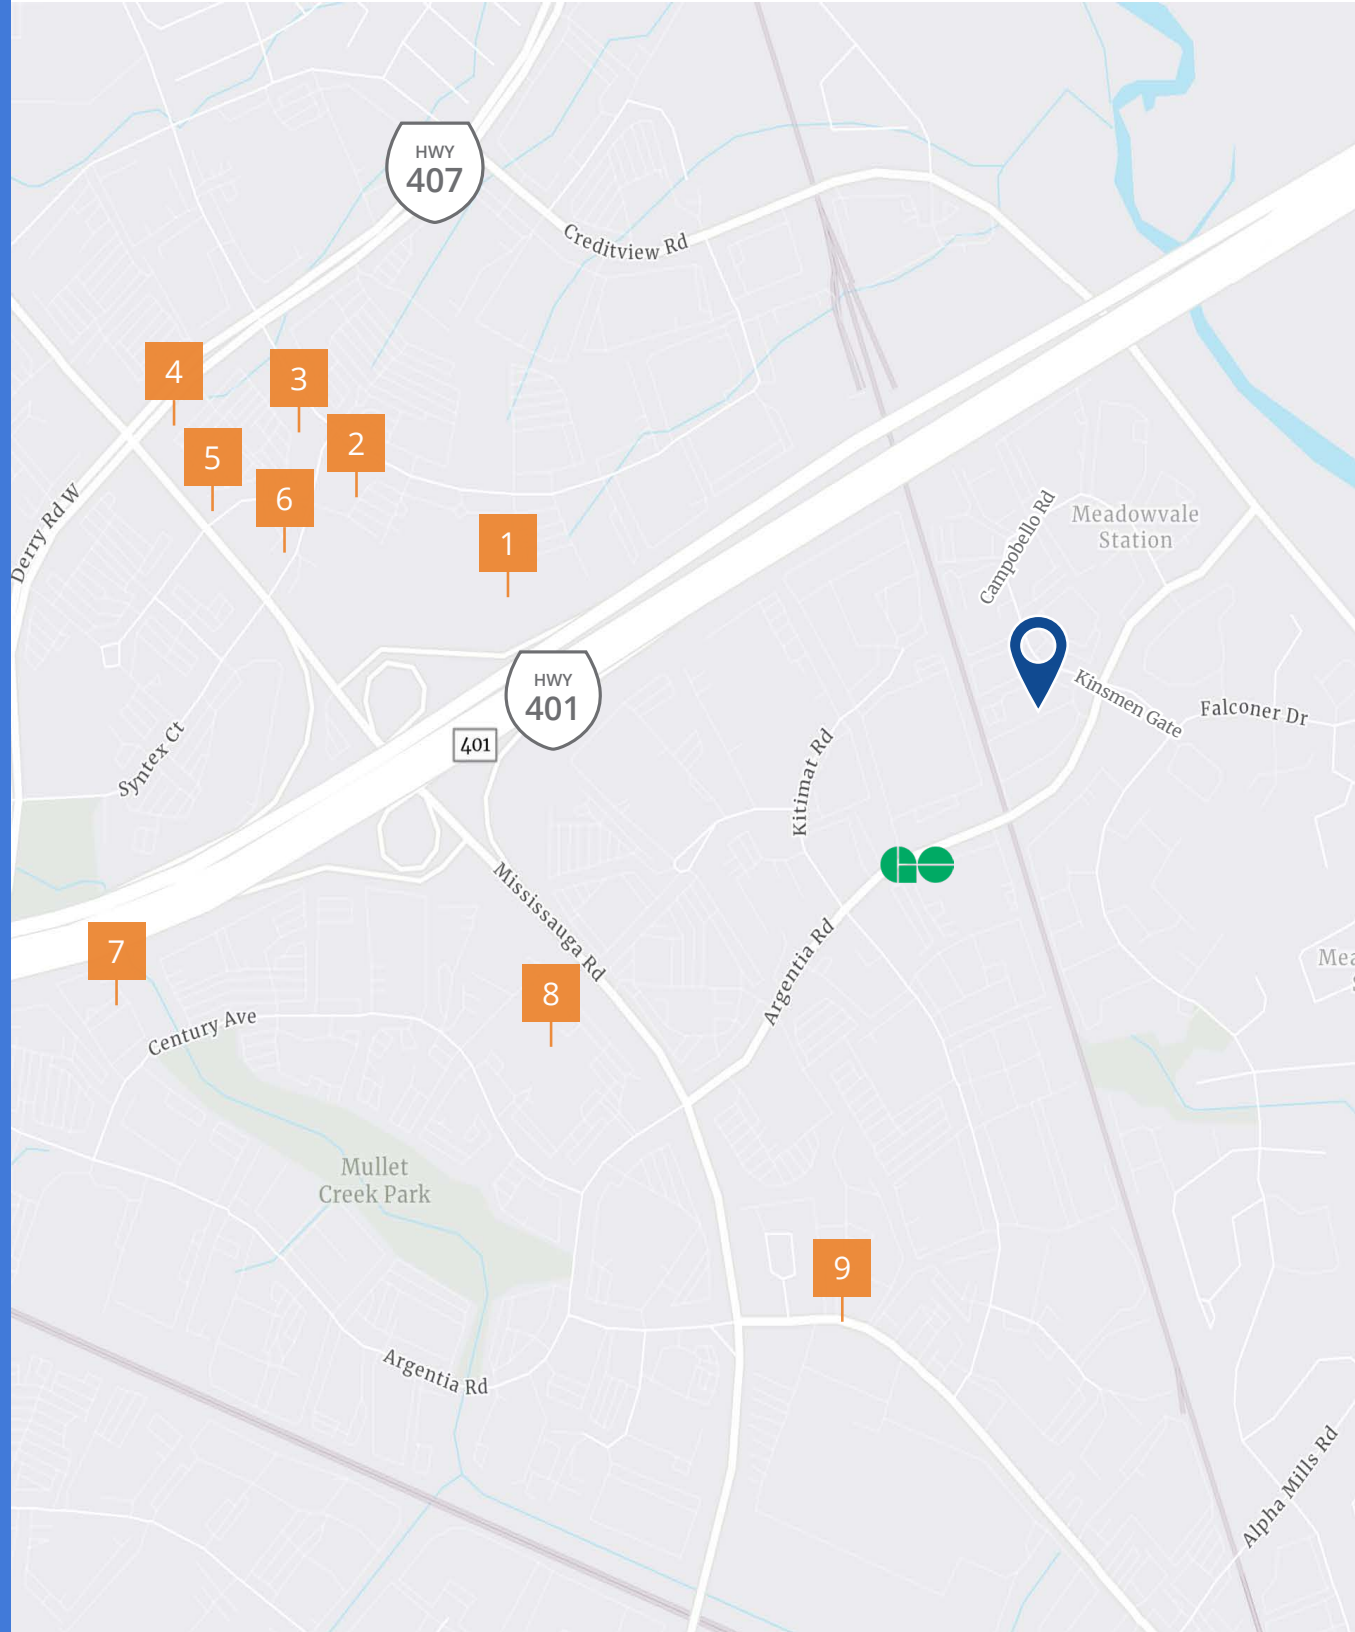 HWY
407
Creditview Rd
4
3
2
5
6
Derry Rd W
1
Campobello Rd
Meadowvale
Station
HWY
401
401
Kinsmen Gate
Falconer Dr
Syntex Ct
Kitimat Rd
GO
Mississauga Rd
7
8
Argentia Rd
Century Ave
Mullet
Creek Park
9
Argentia Rd
Alpha Mills Rd